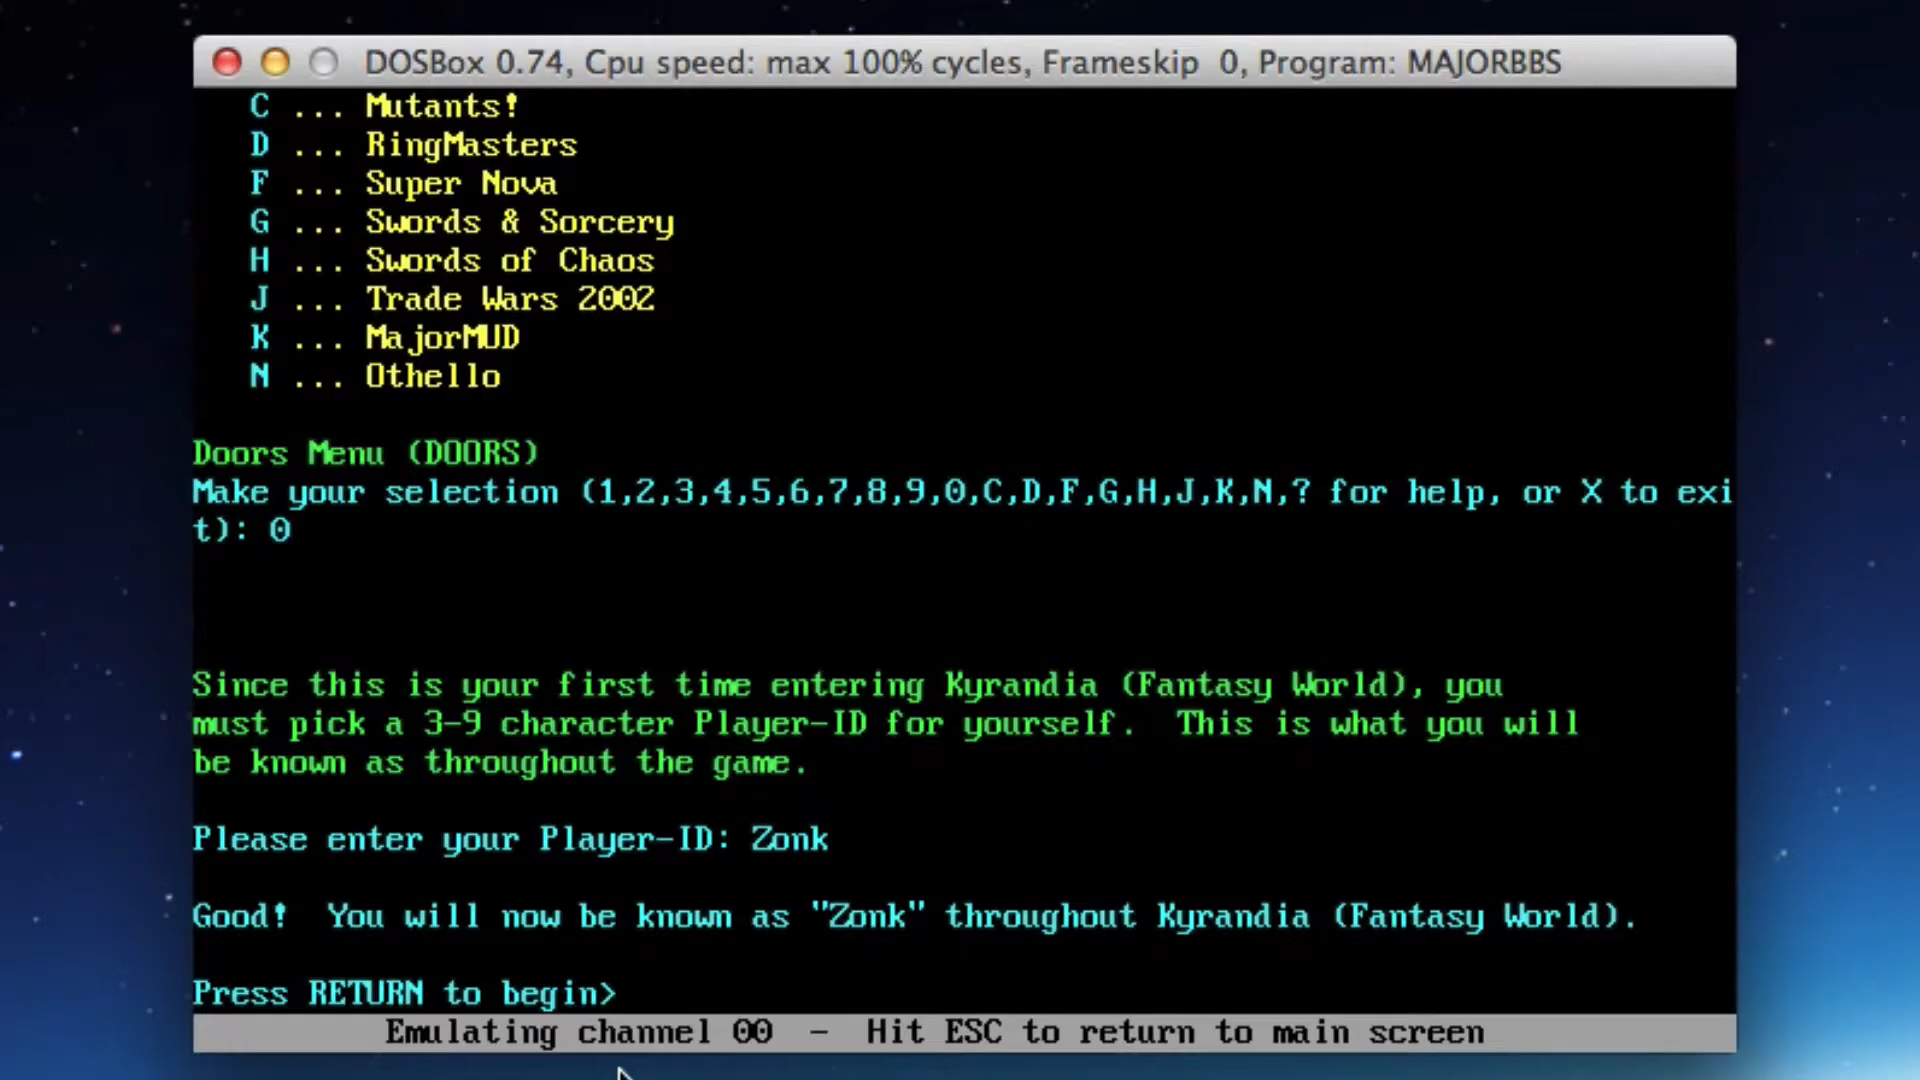 DOSBox 0.74, Cpu speed: max 100% cycles, Frameskip  0, Program: MAJORBBS
C ... Mutants!
D ... RingMasters
F ... Super Nova
G ... Swords & Sorcery
H ... Swords of Chaos
J ... Trade Wars 2002
K ... MajorMUD
N ... Othello
Doors Menu (DOORS)
Make your selection (1,2,3,4,5,6,7,8,9,0,C,D,F,G,H,J,K,N,? for help, or X to exi
t): 0
Since this is your first time entering Kyrandia (Fantasy World), you
must pick a 3-9 character Player-ID for yourself.  This is what you will
be known as throughout the game.
Please enter your Player-ID: Zonk
Good!  You will now be known as "Zonk" throughout Kyrandia (Fantasy World).
Press RETURN to begin>
Emulating channel 00  -  Hit ESC to return to main screen